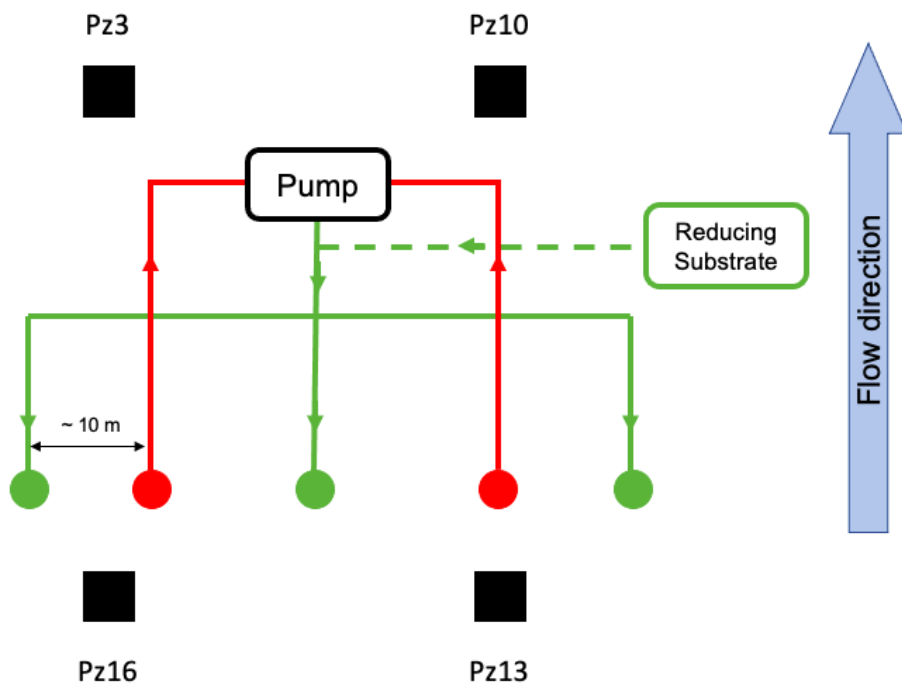 Pz3
Pz10
Pump
Reducing
Substrate
Flow direction
~ 10 m
Pz16
Pz13